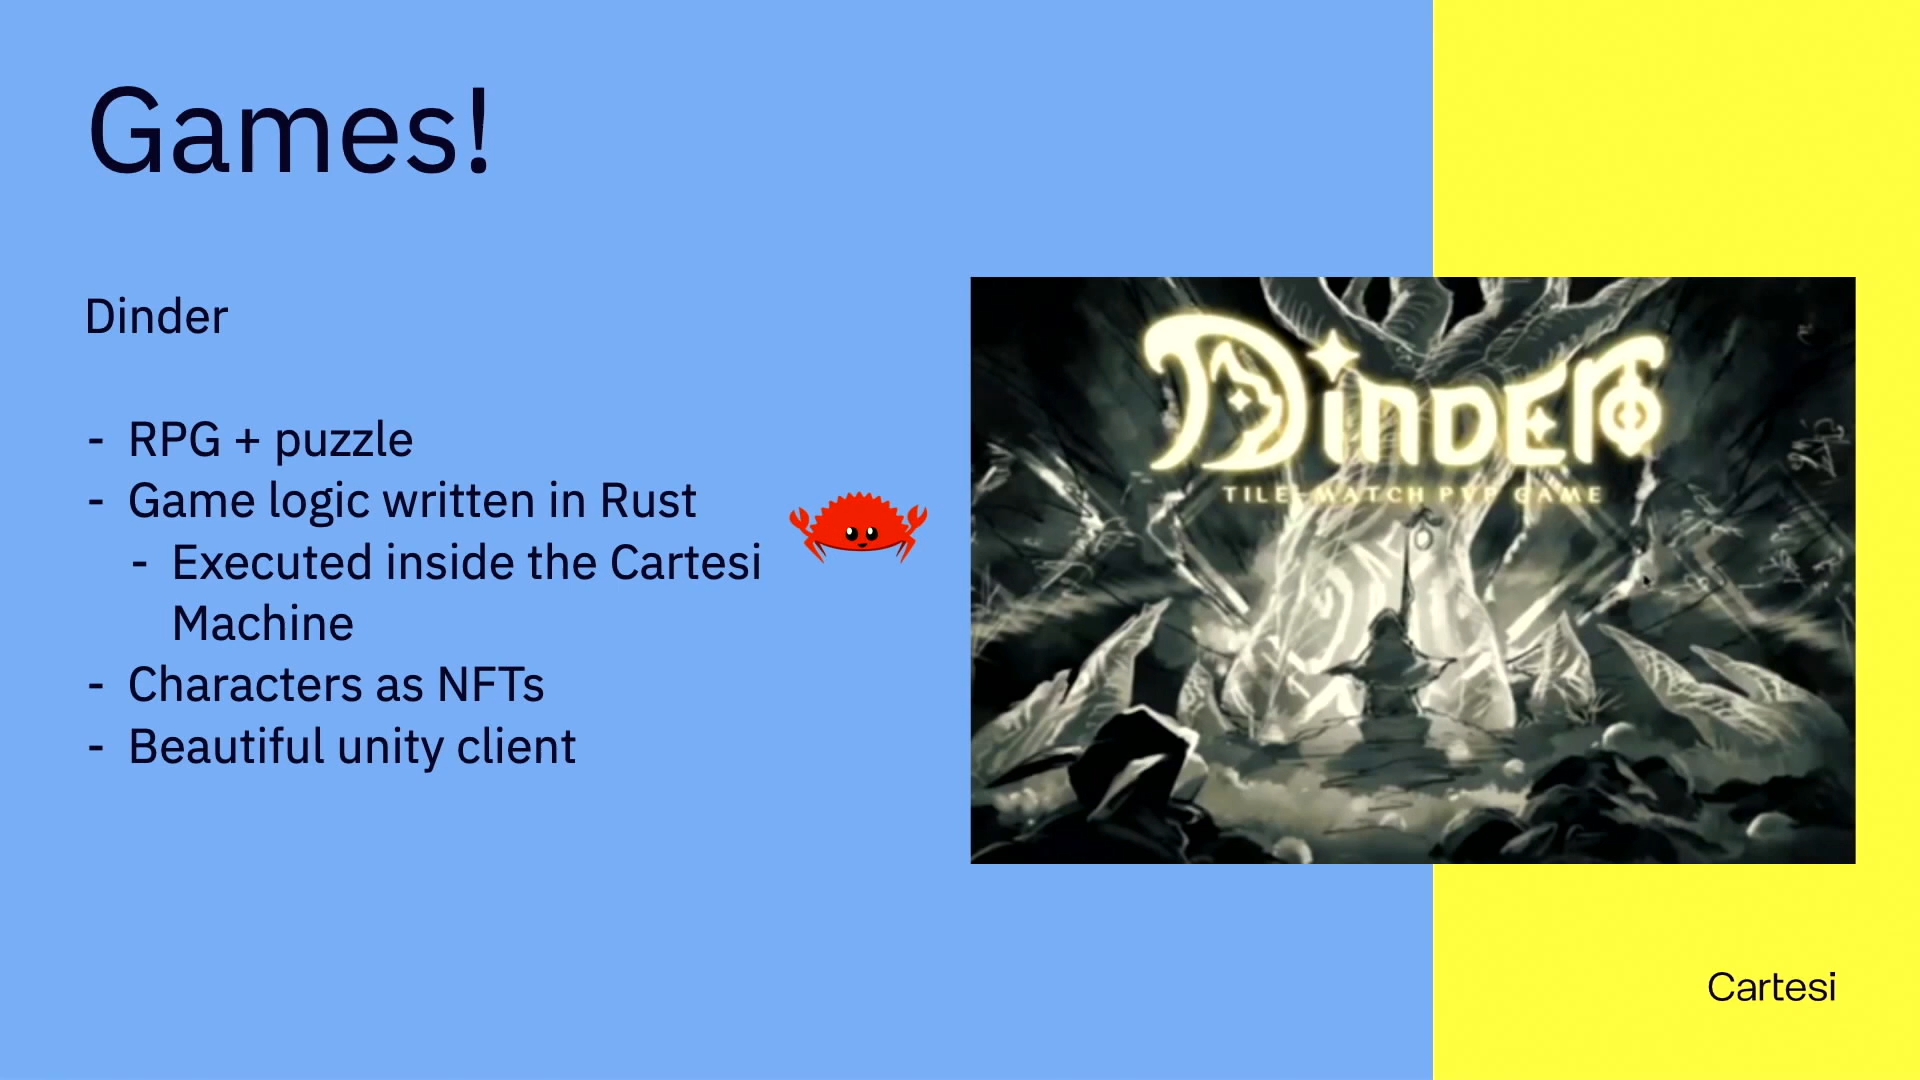 Games!
Dinder
- RPG + puzzle
- Game logic written in Rust
- Executed inside the Cartesi
Machine
- Characters as NFTs
- Beautiful unity client
DINDER
TILE-MATCH PVP GAME
Cartesi